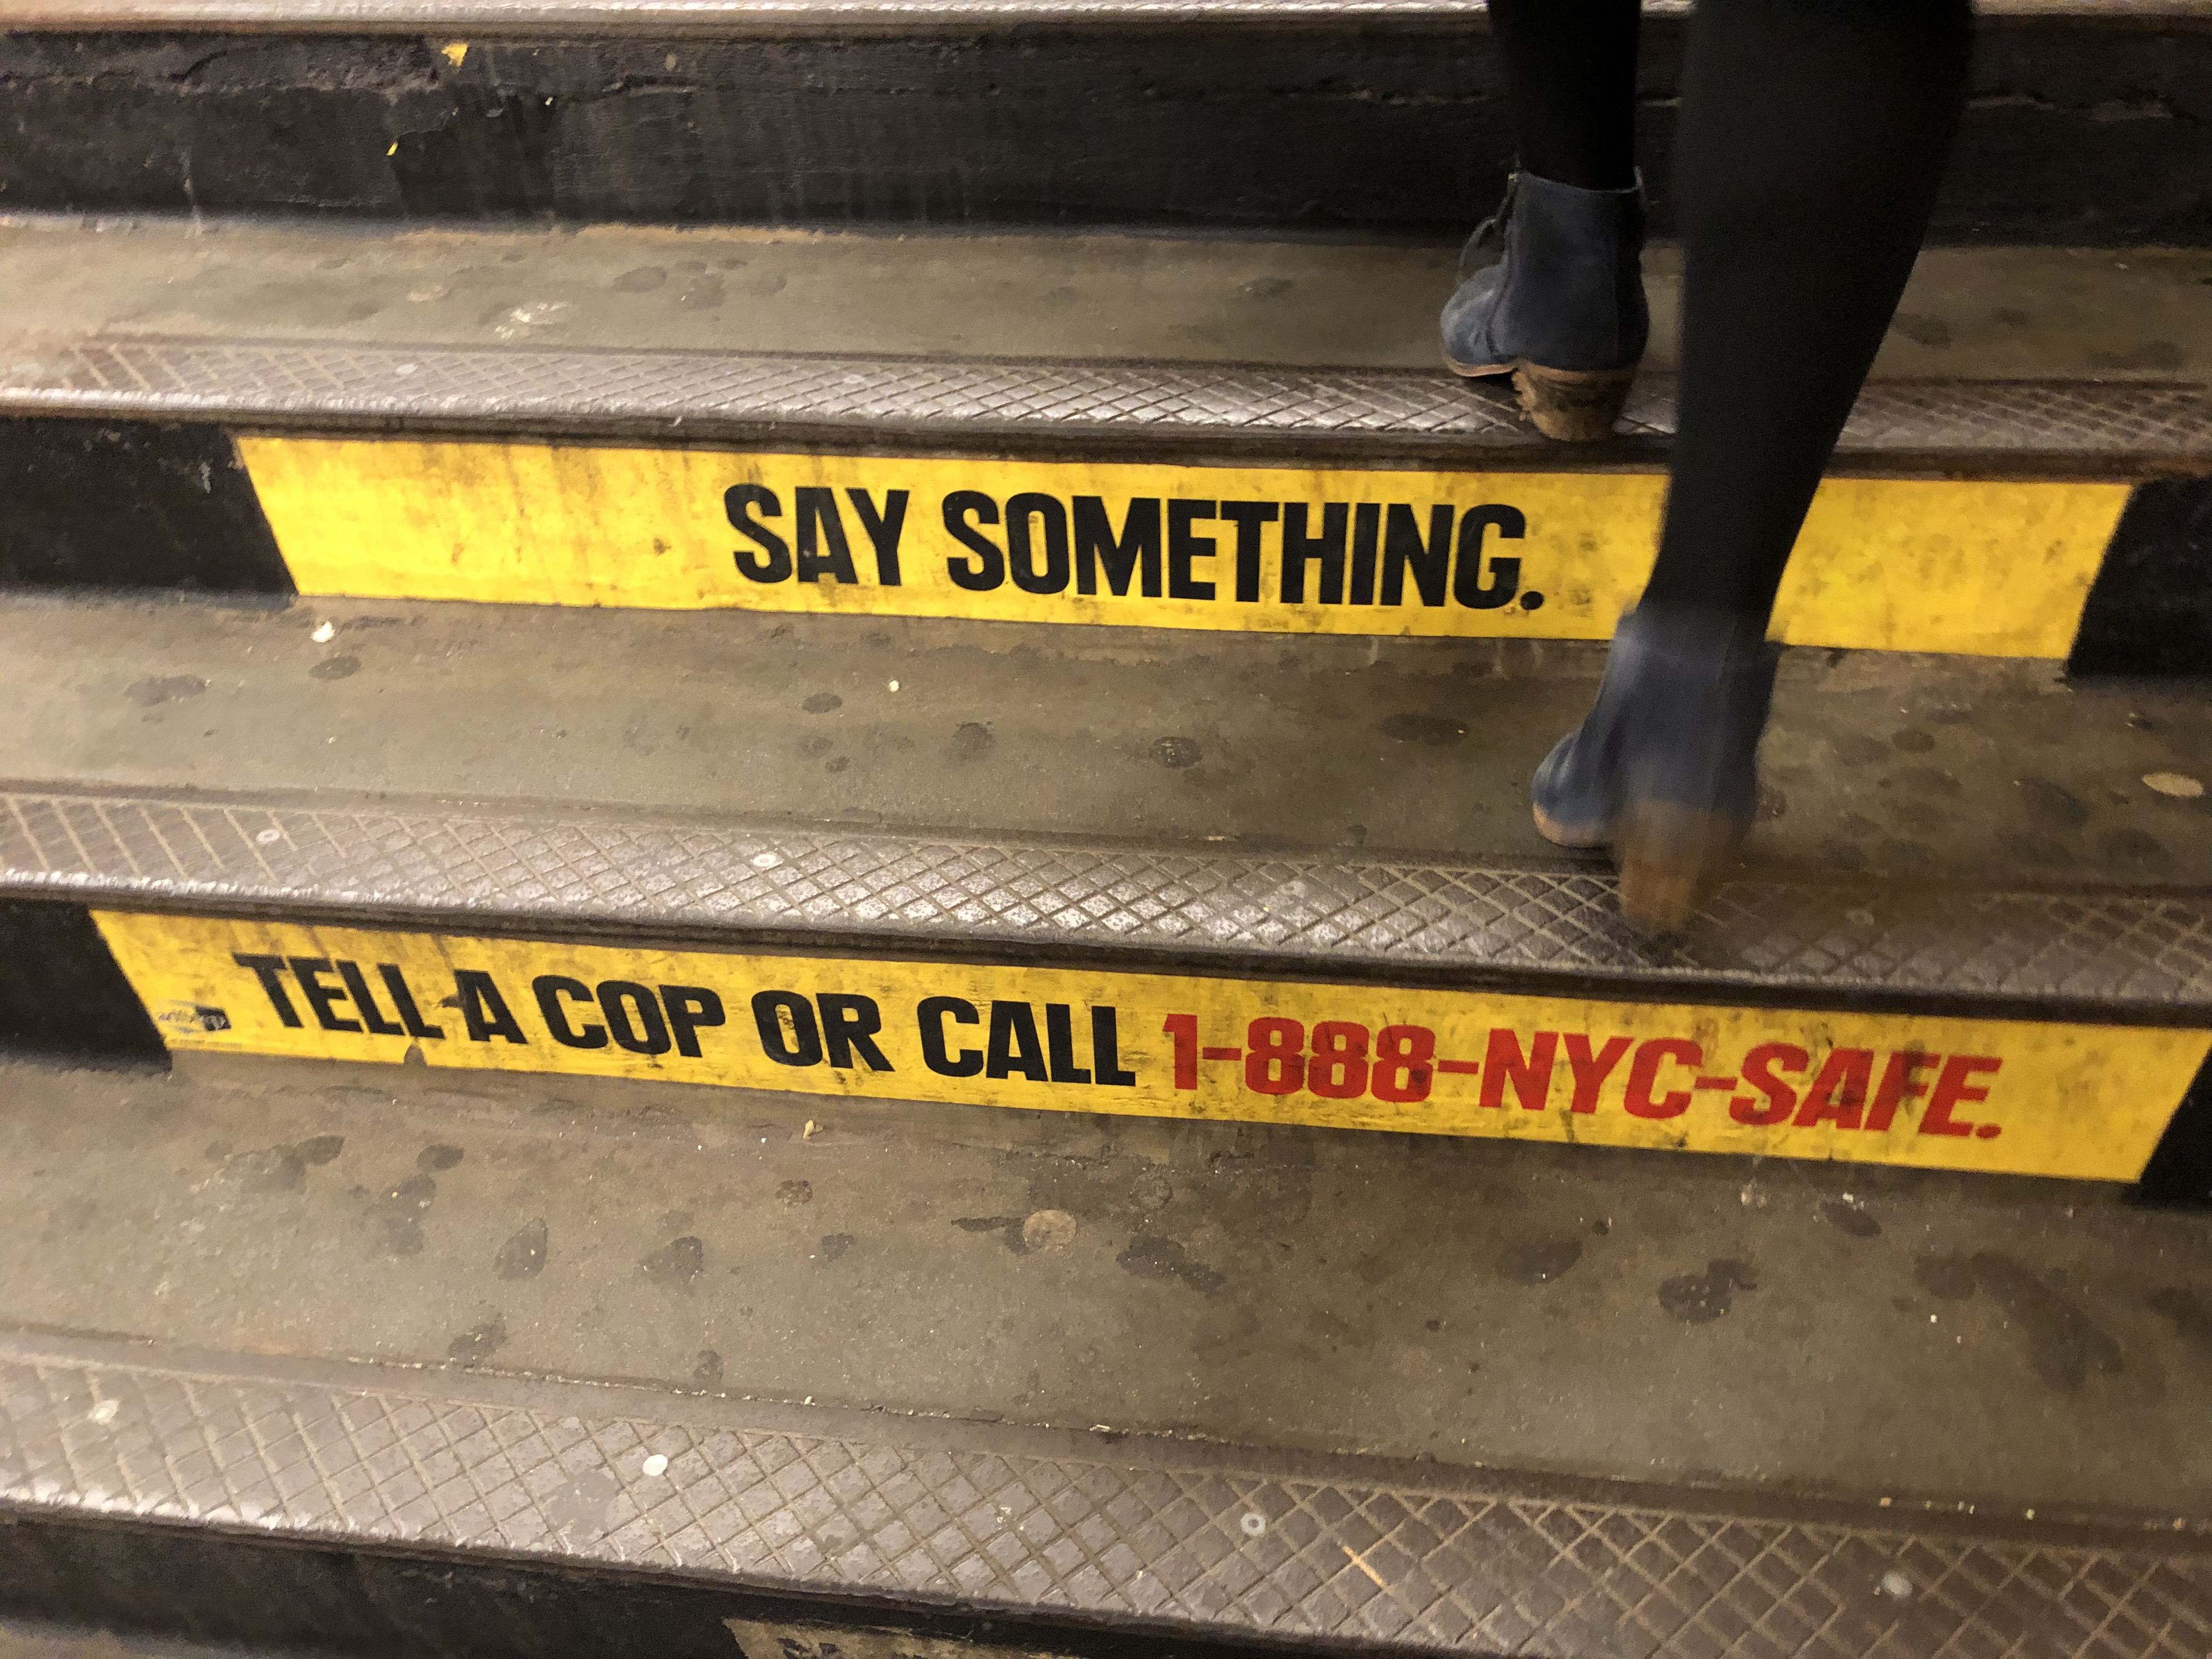 SAY SOMETHING.
TELL A COP OR CALL 1-888-NYC-SAFE.